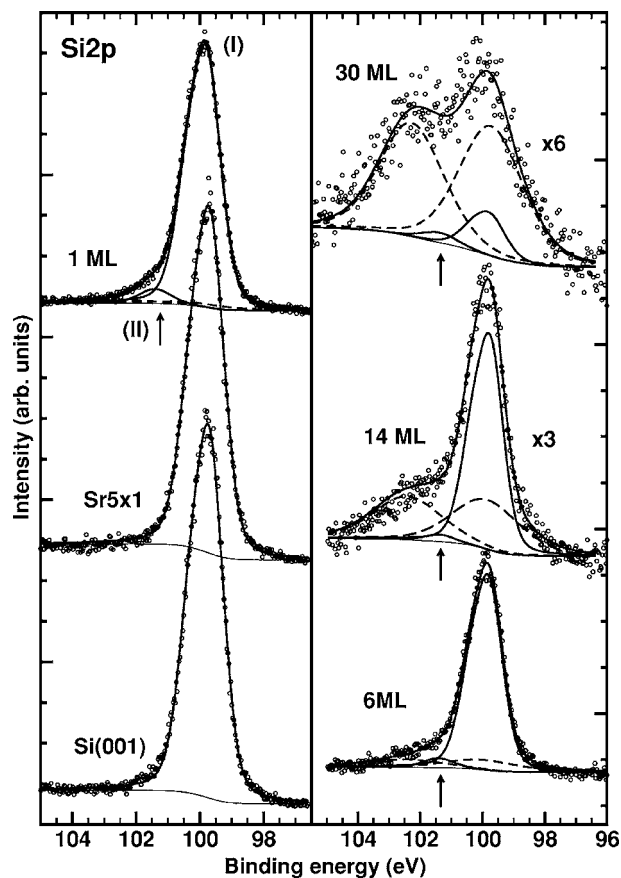 Si2p
(I)
1 ML
(II)
Sr5x1
Si(001)
30 ML
x6
14 ML
x3
6ML
Intensity (arb. units)
104 102 100 98
104 102 100 98 96
Binding energy (eV)